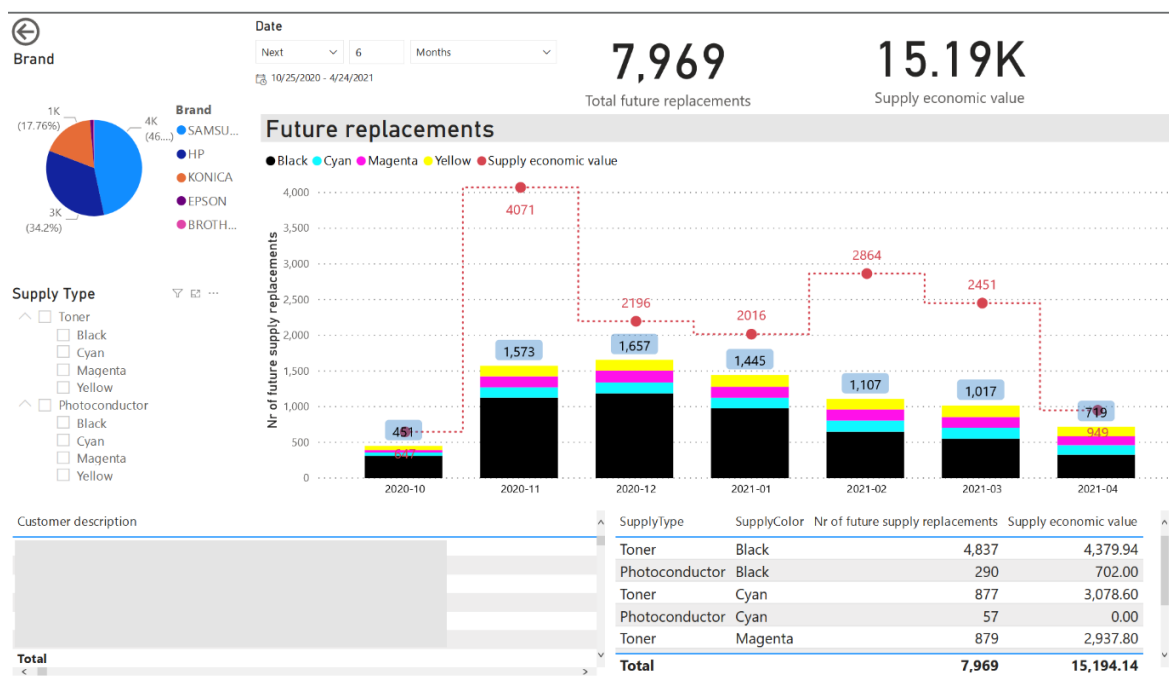 Brand
Date
Next 6 Months
10/25/2020 - 4/24/2021
7,969
Total future replacements
15.19K
Supply economic value
1K
(17.76%)
4K
(46...)
3K
(34.2%)
Brand
SAMSU...
HP
KONICA
EPSON
BROTH...
Future replacements
Black Cyan Magenta Yellow Supply economic value
Nr of future supply replacements
4,000
3,500
3,000
2,500
2,000
1,500
1,000
500
0
4071
2196
2016
2864
2451
949
647
451
1,573
1,657
1,445
1,107
1,017
719
2020-10 2020-11 2020-12 2021-01 2021-02 2021-03 2021-04
Supply Type
Toner
Black
Cyan
Magenta
Yellow
Photoconductor
Black
Cyan
Magenta
Yellow
Customer description
Total
SupplyType SupplyColor Nr of future supply replacements Supply economic value
Toner Black 4,837 4,379.94
Photoconductor Black 290 702.00
Toner Cyan 877 3,078.60
Photoconductor Cyan 57 0.00
Toner Magenta 879 2,937.80
Total 7,969 15,194.14